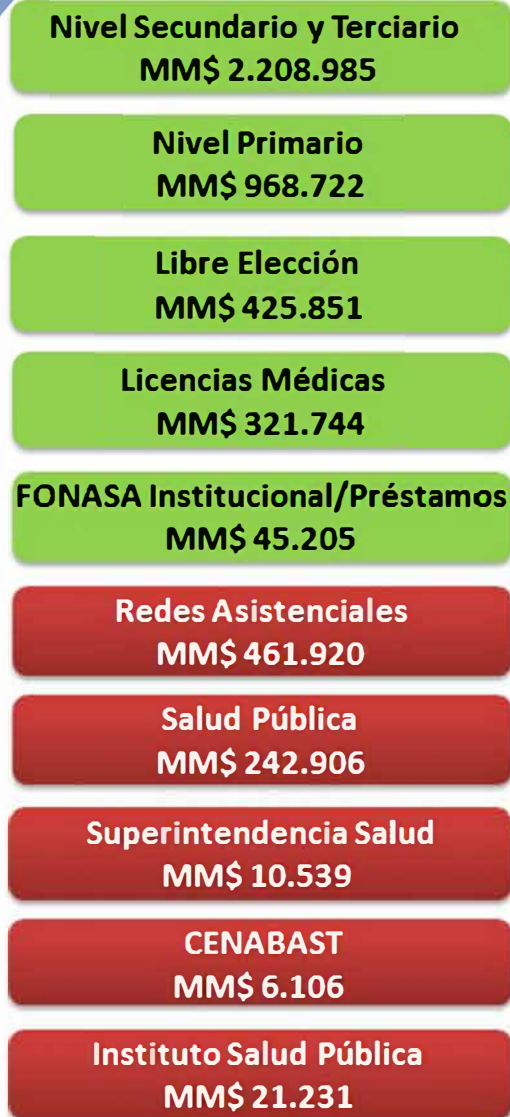 Nivel Secundario y Terciario
MM$ 2.208.985
Nivel Primario
MM$ 968.722
Libre Elección
MM$ 425.851
Licencias Médicas
MM$ 321.744
FONASA Institucional/Préstamos
MM$ 45.205
Redes Asistenciales
MM$ 461.920
Salud Pública
MM$ 242.906
Superintendencia Salud
MM$ 10.539
CENABAST
MM$ 6.106
Instituto Salud Pública
MM$ 21.231